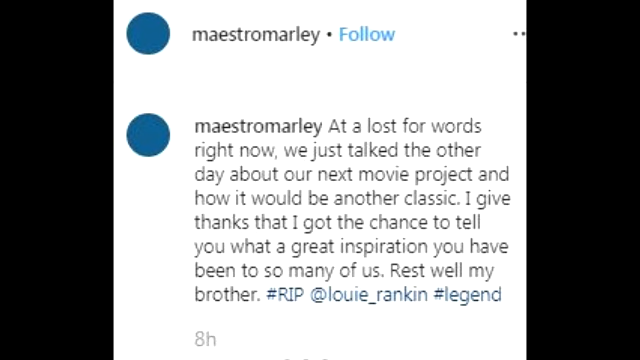 maestromarley • Follow
maestromarley At a lost for words
right now, we just talked the other
day about our next movie project and
how it would be another classic. I give
thanks that I got the chance to tell
you what a great inspiration you have
been to so many of us. Rest well my
brother. #RIP @louie_rankin #legend
8h